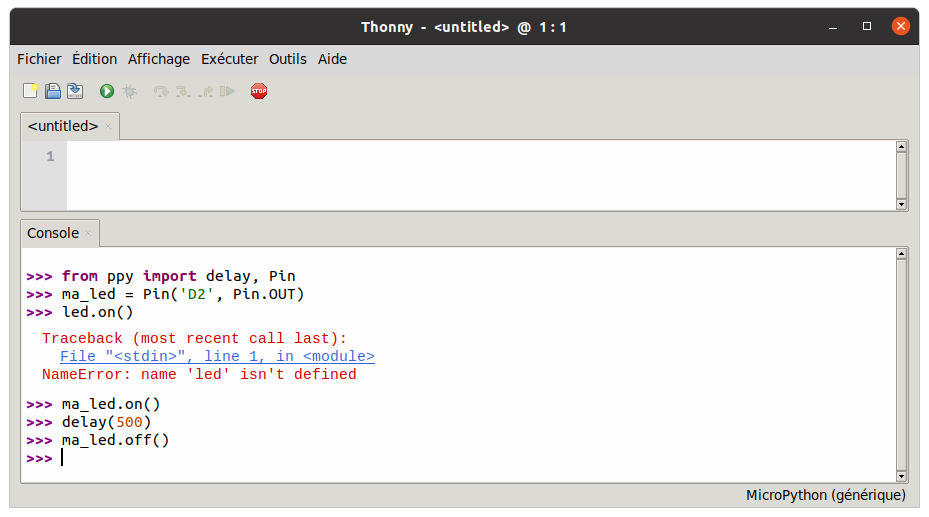 Thonny - <untitled> @ 1:1
Fichier Édition Affichage Exécuter Outils Aide
STOP
<untitled>
1
Console
>>> from ppy import delay, Pin
>>> ma_led = Pin('D2', Pin.OUT)
>>> led.on()
Traceback (most recent call last):
File "<stdin>", line 1, in <module>
NameError: name 'led' isn't defined
>>> ma_led.on()
>>> delay(500)
>>> ma_led.off()
>>>
MicroPython (générique)